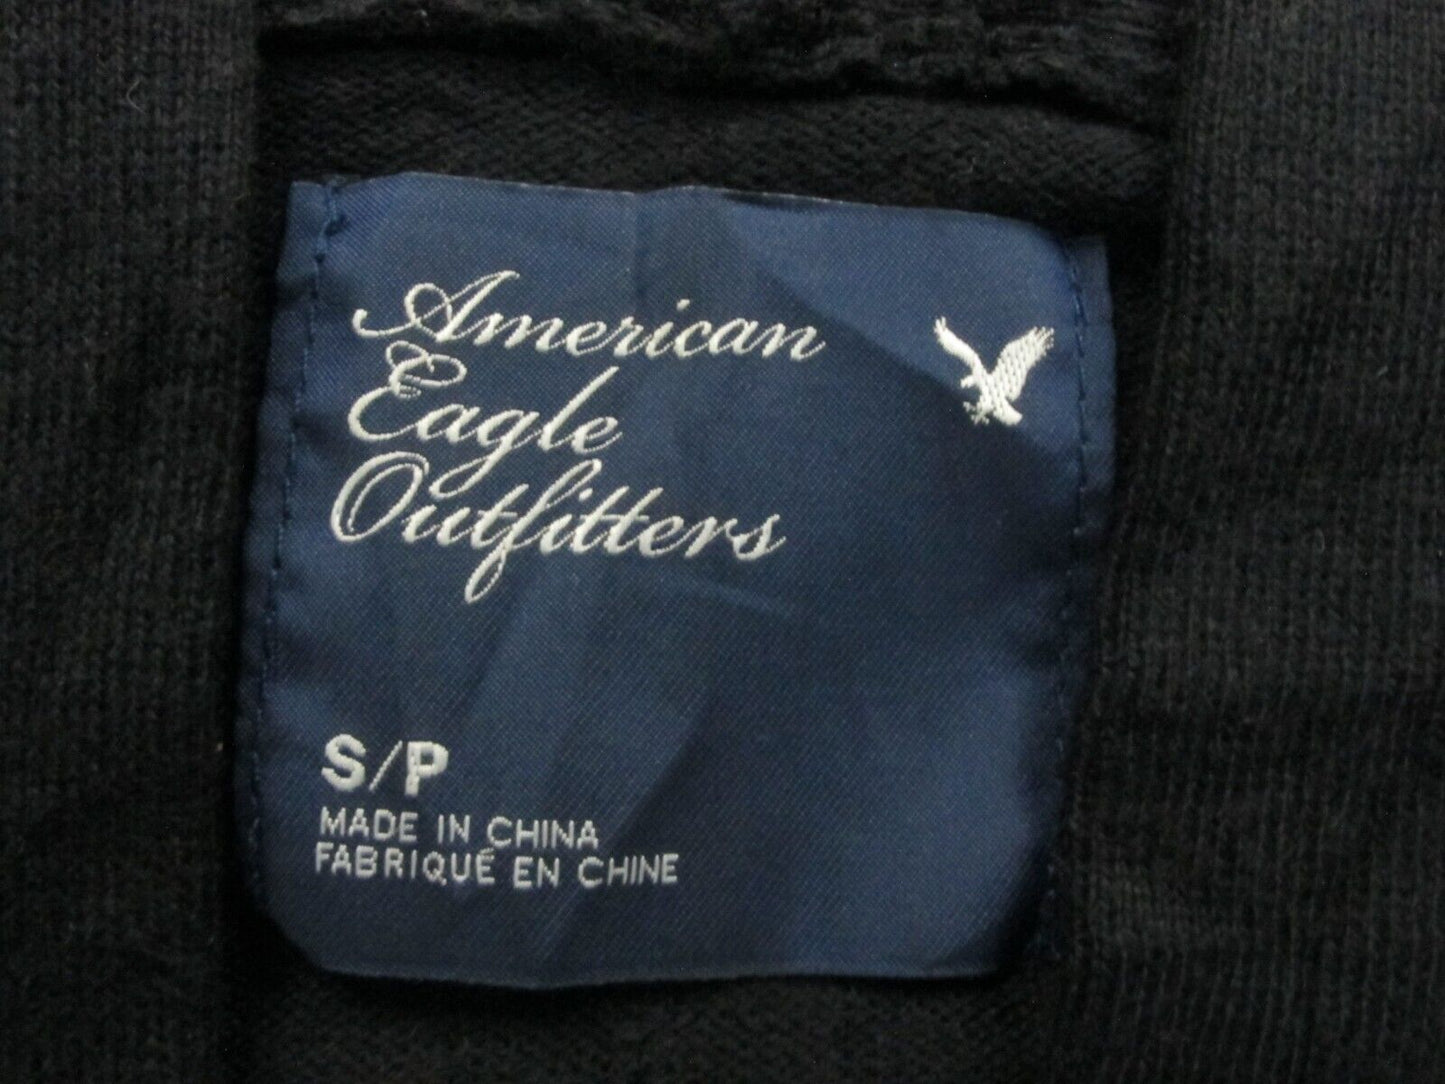 American
Eagle
Outfitters
S/P
MADE IN CHINA
FABRIQUÉ EN CHINE